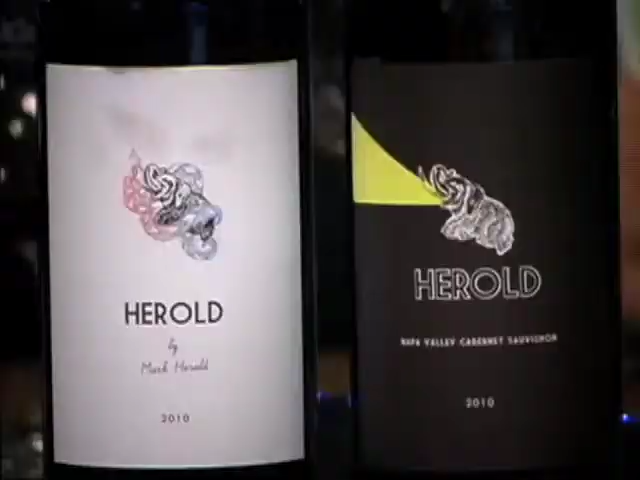 HEROLD
by
Mark Herold
2010
HEROLD
NAPA VALLEY CABERNET SAUVIGNON
2010